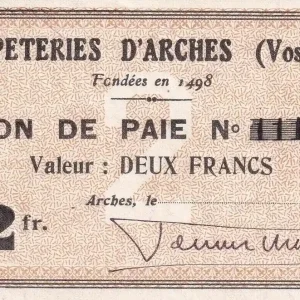 PETERIES D'ARCHES (Vos
Fondées en 1498
ON DE PAIE No
Valeur : DEUX FRANCS
Arches, le
2 fr.